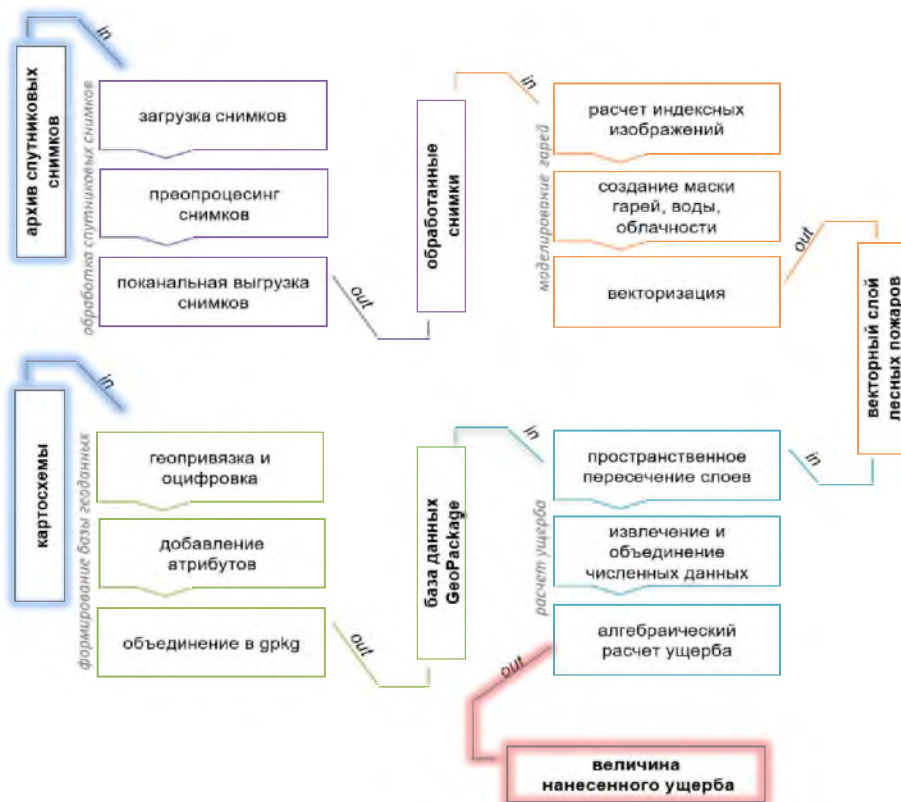 in
архив спутниковых
снимков
обработка спутниковых снимков
загрузка снимков
преопроцесинг
снимков
поканальная выгрузка
снимков
out
обработанные
снимки
in
моделирование гарей
расчет индексных
изображений
создание маски
гарей, воды,
облачности
векторизация
out
векторный слой
лесных пожаров
in
in
картосхемы
формирование базы геоданных
геопривязка и
оцифровка
добавление
атрибутов
объединение в gpkg
out
база данных
GeoPackage
in
расчет ущерба
пространственное
пересечение слоев
извлечение и
объединение
численных данных
алгебраический
расчет ущерба
out
величина
нанесенного ущерба